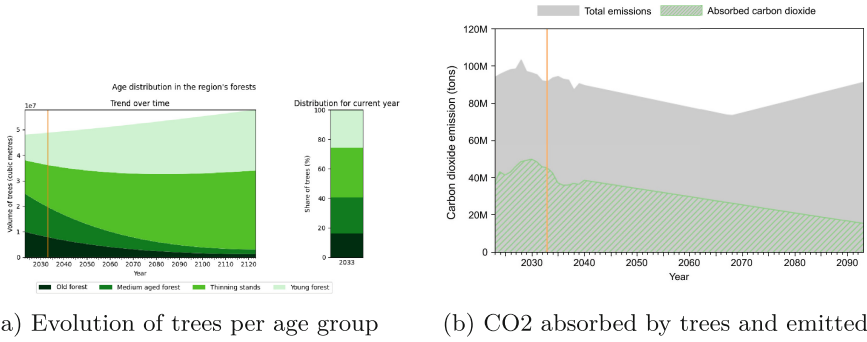 Total emissions Absorbed carbon dioxide
Age distribution in the region's forests
Trend over time
1e7
5
4
3
2
1
0
Volume of trees (cubic metres)
2030 2040 2050 2060 2070 2080 2090 2100 2110 2120
Year
Distribution for current year
100
80
60
40
20
0
Share of trees (%)
2033
Old forest Medium aged forest Thinning stands Young forest
120M
100M
80M
60M
40M
20M
0
Carbon dioxide emission (tons)
2030 2040 2050 2060 2070 2080 2090
Year
a) Evolution of trees per age group
(b) CO2 absorbed by trees and emitted